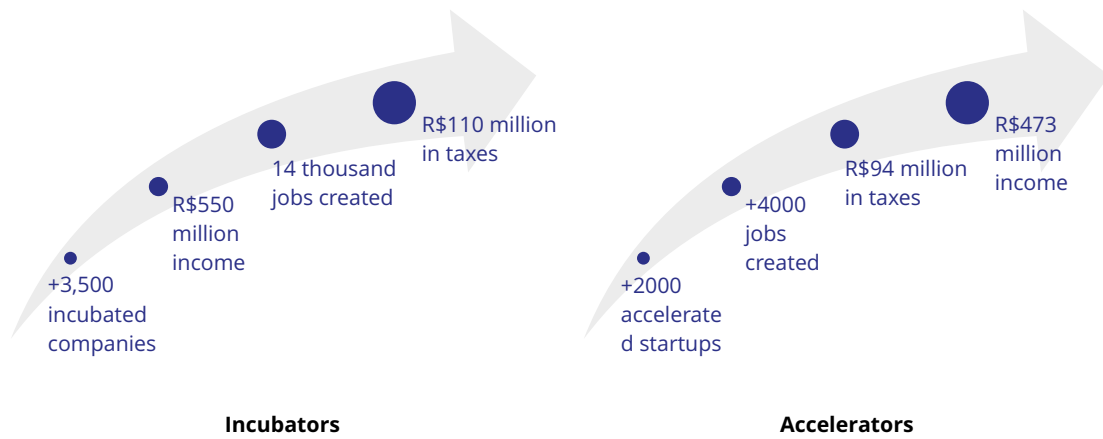 +3,500
incubated
companies
R$550
million
income
14 thousand
jobs created
R$110 million
in taxes
Incubators
+2000
accelerate
d startups
+4000
jobs
created
R$94 million
in taxes
R$473
million
income
Accelerators